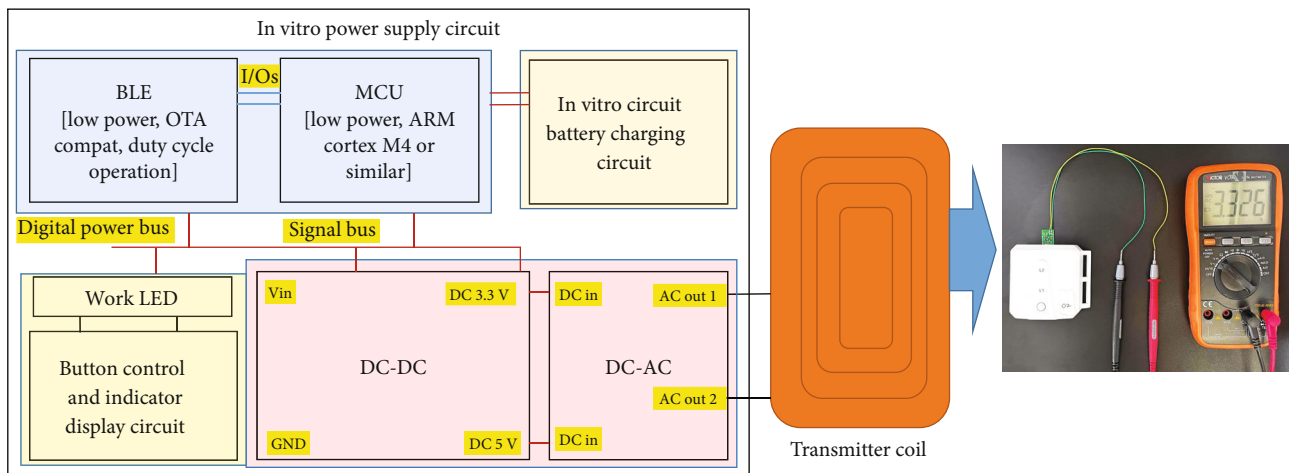 In vitro power supply circuit
BLE
[low power, OTA
compat, duty cycle
operation]
I/Os
MCU
[low power, ARM
cortex M4 or
similar]
In vitro circuit
battery charging
circuit
Digital power bus
Signal bus
Work LED
Button control
and indicator
display circuit
Vin
DC 3.3 V
DC-DC
GND
DC 5 V
DC in
AC out 1
DC-AC
AC out 2
DC in
Transmitter coil
VICTOR
3.326